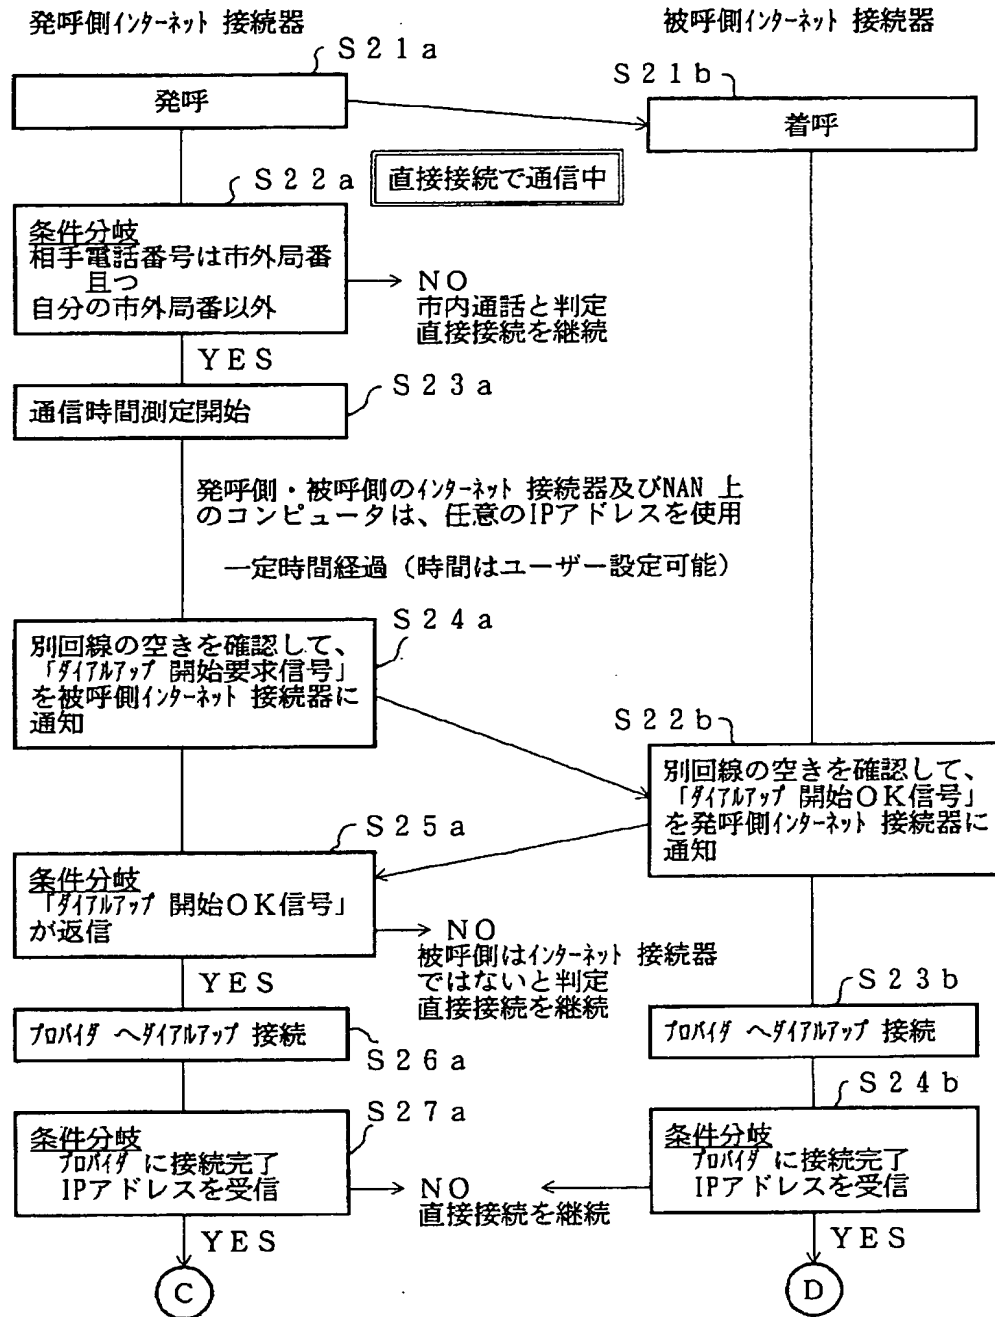 発呼側インターネット 接続器
被呼側インターネット 接続器
S21a
発呼
S21b
着呼
直接接続で通信中
S22a
条件分岐
相手電話番号は市外局番
且つ
自分の市外局番以外
NO
市内通話と判定
直接接続を継続
YES
S23a
通信時間測定開始
発呼側・被呼側のインターネット 接続器及びNAN 上
のコンピュータは、任意のIPアドレスを使用
一定時間経過（時間はユーザー設定可能）
S24a
別回線の空きを確認して、
「ダイアルアップ 開始要求信号」
を被呼側インターネット 接続器に
通知
S22b
別回線の空きを確認して、
「ダイアルアップ 開始OK信号」
を発呼側インターネット 接続器に
通知
S25a
条件分岐
「ダイアルアップ 開始OK信号」
が返信
NO
被呼側はインターネット 接続器
ではないと判定
直接接続を継続
YES
プロバイダ へダイアルアップ 接続
S26a
S23b
プロバイダ へダイアルアップ 接続
S27a
条件分岐
プロバイダ に接続完了
IPアドレスを受信
NO
直接接続を継続
S24b
条件分岐
プロバイダ に接続完了
IPアドレスを受信
YES
YES
C
D